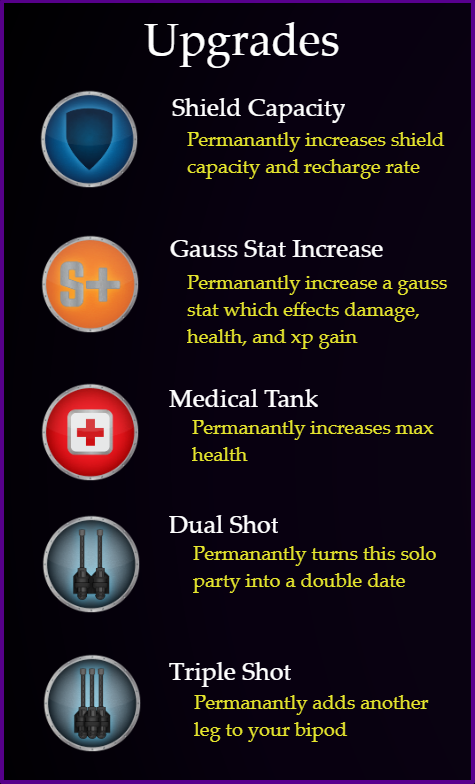 Upgrades
Shield Capacity
Permanantly increases shield
capacity and recharge rate
S+
Gauss Stat Increase
Permanantly increase a gauss
stat which effects damage,
health, and xp gain
Medical Tank
Permanantly increases max
health
Dual Shot
Permanantly turns this solo
party into a double date
Triple Shot
Permanantly adds another
leg to your bipod